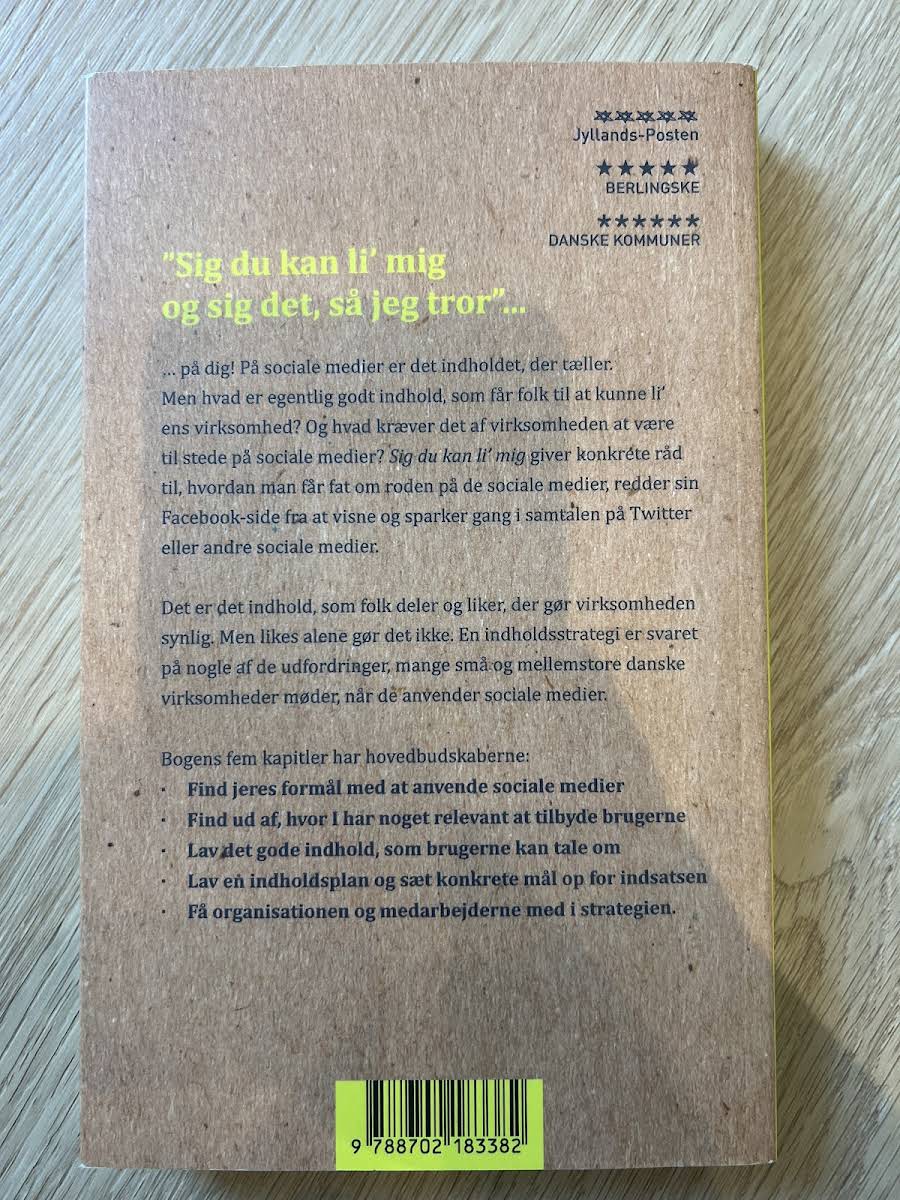 ✡✡✡✡✡
Jyllands-Posten
★★★★★
BERLINGSKE
✶✶✶✶✶✶
DANSKE KOMMUNER
”Sig du kan li’ mig
og sig det, så jeg tror”...
... på dig! På sociale medier er det indholdet, der tæller.
Men hvad er egentlig godt indhold, som får folk til at kunne li’
ens virksomhed? Og hvad kræver det af virksomheden at være
til stede på sociale medier? Sig du kan li’ mig giver konkrete råd
til, hvordan man får fat om roden på de sociale medier, redder sin
Facebook-side fra at visne og sparker gang i samtalen på Twitter
eller andre sociale medier.
Det er det indhold, som folk deler og liker, der gør virksomheden
synlig. Men likes alene gør det ikke. En indholdsstrategi er svaret
på nogle af de udfordringer, mange små og mellemstore danske
virksomheder møder, når de anvender sociale medier.
Bogens fem kapitler har hovedbudskaberne:
· Find jeres formål med at anvende sociale medier
· Find ud af, hvor I har noget relevant at tilbyde brugerne
· Lav det gode indhold, som brugerne kan tale om
· Lav en indholdsplan og sæt konkrete mål op for indsatsen
· Få organisationen og medarbejderne med i strategien.
9 788702 183382